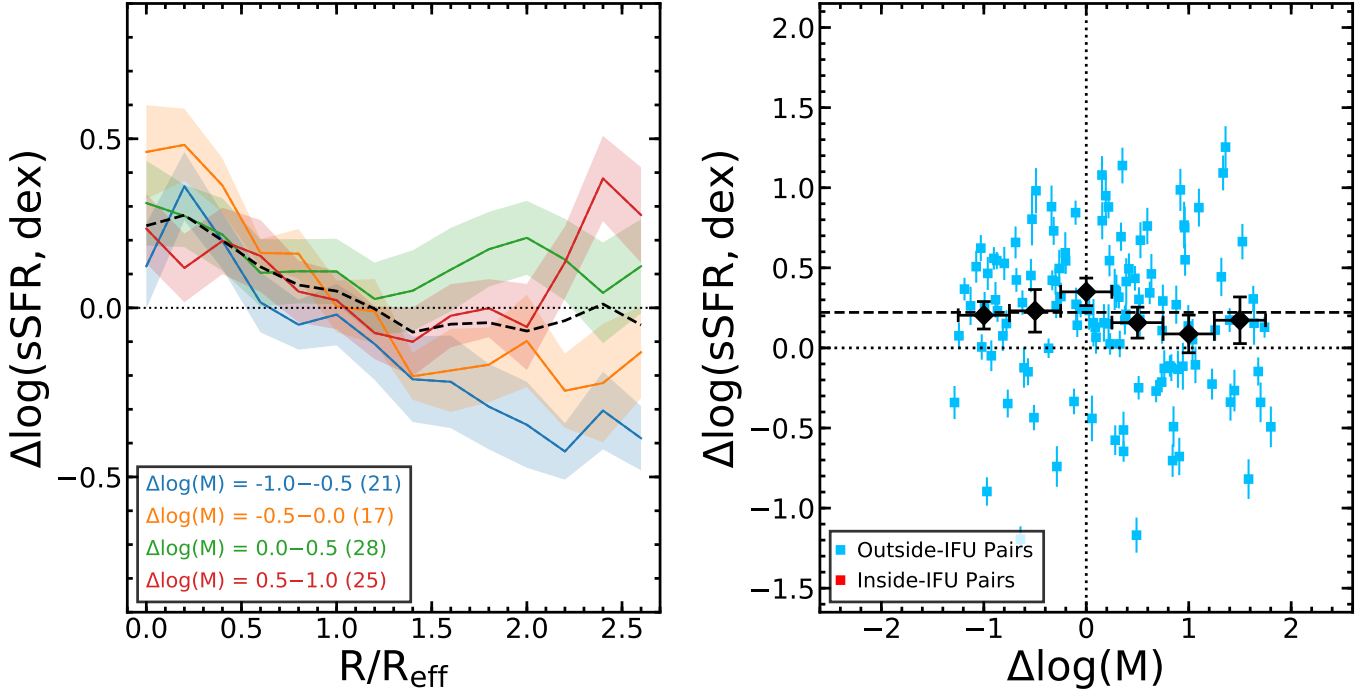 Δlog(sSFR, dex)
0.5
0.0
−0.5
Δlog(M) = -1.0−-0.5 (21)
Δlog(M) = -0.5−0.0 (17)
Δlog(M) = 0.0−0.5 (28)
Δlog(M) = 0.5−1.0 (25)
0.0 0.5 1.0 1.5 2.0 2.5
R/Reff
Δlog(sSFR, dex)
2.0
1.5
1.0
0.5
0.0
−0.5
−1.0
−1.5
Outside-IFU Pairs
Inside-IFU Pairs
−2 −1 0 1 2
Δlog(M)